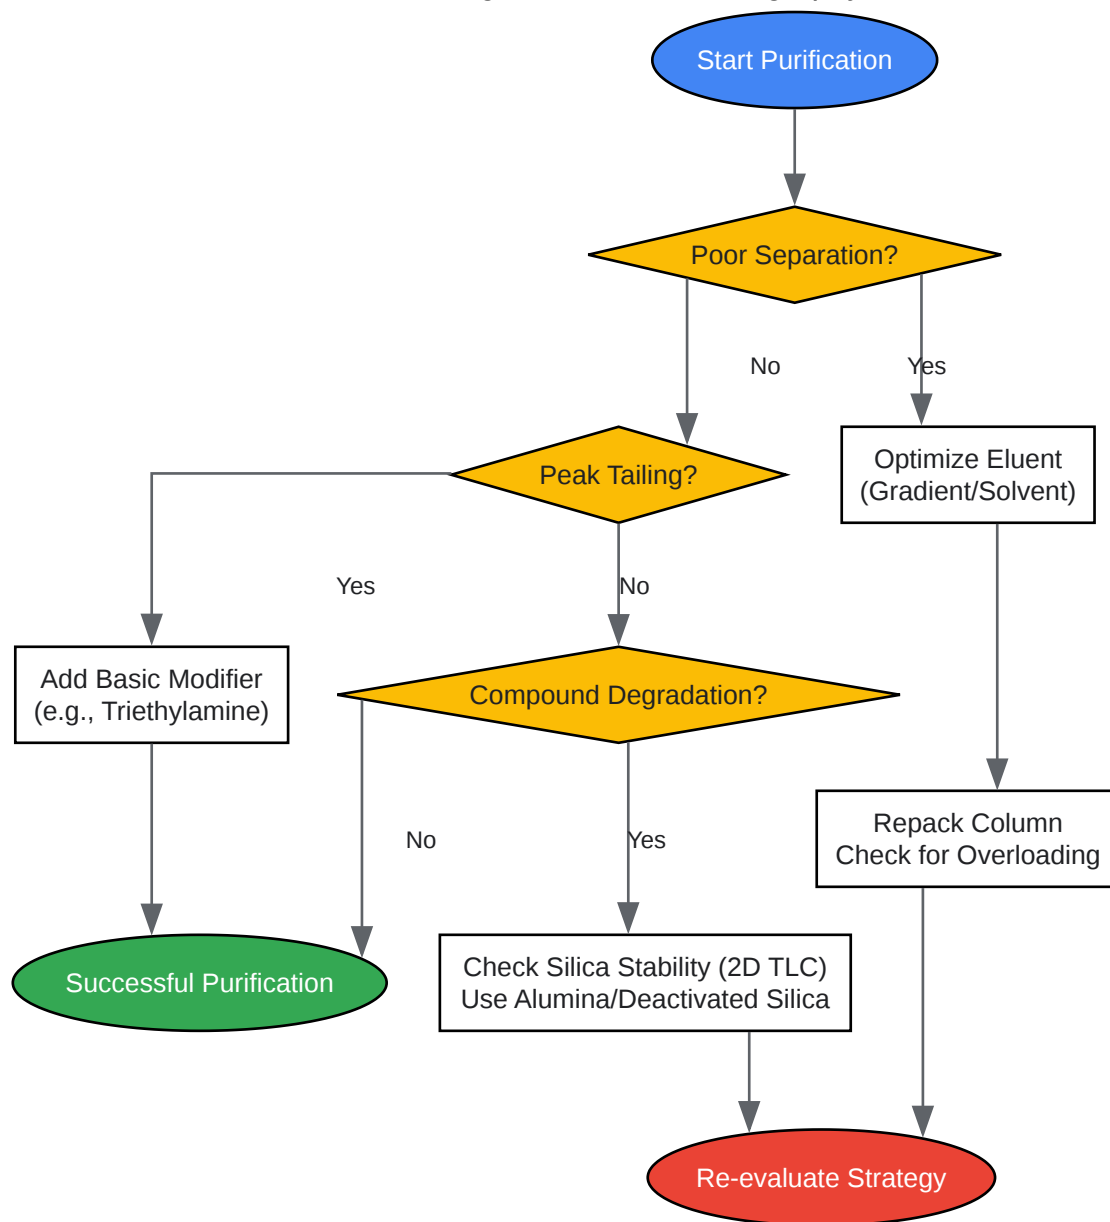 Start Purification
Poor Separation?
No
Yes
Peak Tailing?
Optimize Eluent
(Gradient/Solvent)
Yes
No
Add Basic Modifier
(e.g., Triethylamine)
Compound Degradation?
Repack Column
Check for Overloading
No
Yes
Successful Purification
Check Silica Stability (2D TLC)
Use Alumina/Deactivated Silica
Re-evaluate Strategy